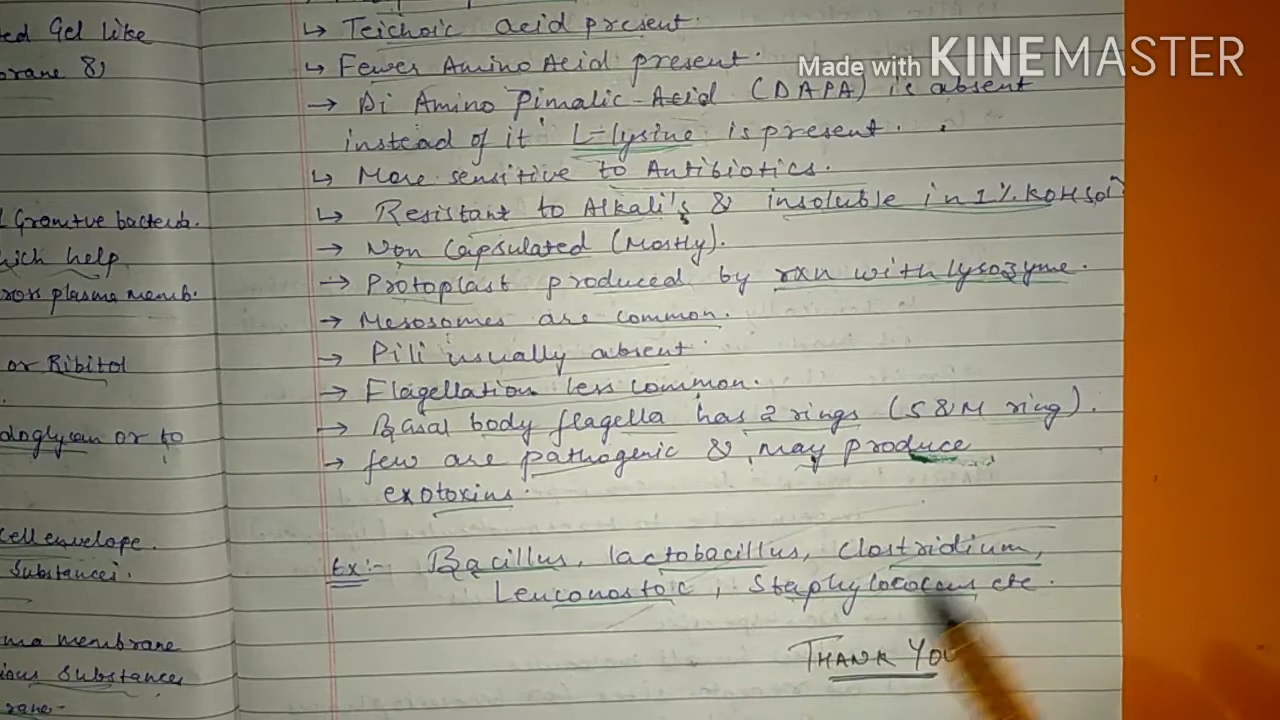 ted Gel like
brane &
Gram +ve bacteria.
which help
ross plasma memb.
or Ribitol
doglycan or to
Cell envelope.
Substances.
ma membrane
ious Substances
rane-
↳ Teichoic acid present.
↳ Fewer Amino Acid present.
→ Di Amino Pimalic-Acid (DAPA) is absent
instead of it L-lysine is present.
↳ More sensitive to Antibiotics.
↳ Resistant to Alkali's & insoluble in 1% KOH solⁿ
→ Non Capsulated (Mostly).
→ Protoplast produced by rxn with lysozyme.
→ Mesosomes are common.
→ Pili usually absent.
→ Flagellation less common.
→ Basal body flagella has 2 rings (S & M ring).
→ few are pathogenic & may produce
exotoxins.
Ex:- Bacillus, lactobacillus, Clostridium,
Leuconostoic, Staphylococcus etc.
THANK YOU
Made with KINEMASTER